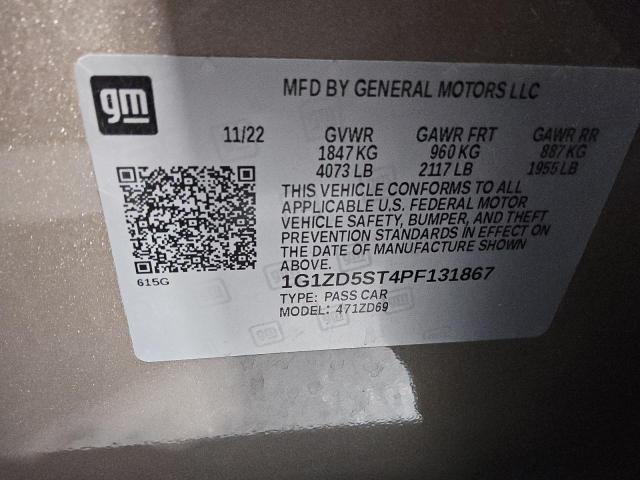 gm
MFD BY GENERAL MOTORS LLC
11/22 GVWR GAWR FRT GAWR RR
1847 KG 960 KG 887 KG
4073 LB 2117 LB 1955 LB
THIS VEHICLE CONFORMS TO ALL
APPLICABLE U.S. FEDERAL MOTOR
VEHICLE SAFETY, BUMPER, AND THEFT
PREVENTION STANDARDS IN EFFECT ON
THE DATE OF MANUFACTURE SHOWN
ABOVE.
615G
1G1ZD5ST4PF131867
TYPE: PASS CAR
MODEL: 471ZD69